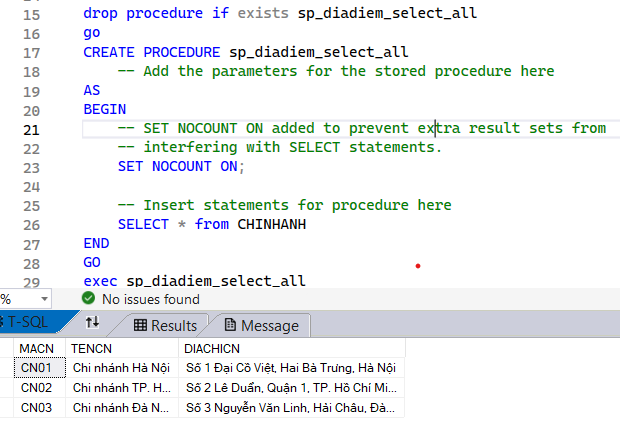 15 drop procedure if exists sp_diadiem_select_all
16 go
17 CREATE PROCEDURE sp_diadiem_select_all
18 -- Add the parameters for the stored procedure here
19 AS
20 BEGIN
21 -- SET NOCOUNT ON added to prevent extra result sets from
22 -- interfering with SELECT statements.
23 SET NOCOUNT ON;
24
25 -- Insert statements for procedure here
26 SELECT * from CHINHANH
27 END
28 GO
29 exec sp_diadiem_select_all
% No issues found
T-SQL Results Message
MACN TENCN DIACHICN
CN01 Chi nhánh Hà Nội Số 1 Đại Cồ Việt, Hai Bà Trưng, Hà Nội
CN02 Chi nhánh TP. H... Số 2 Lê Duẩn, Quận 1, TP. Hồ Chí Mi...
CN03 Chi nhánh Đà N... Số 3 Nguyễn Văn Linh, Hải Châu, Đà...